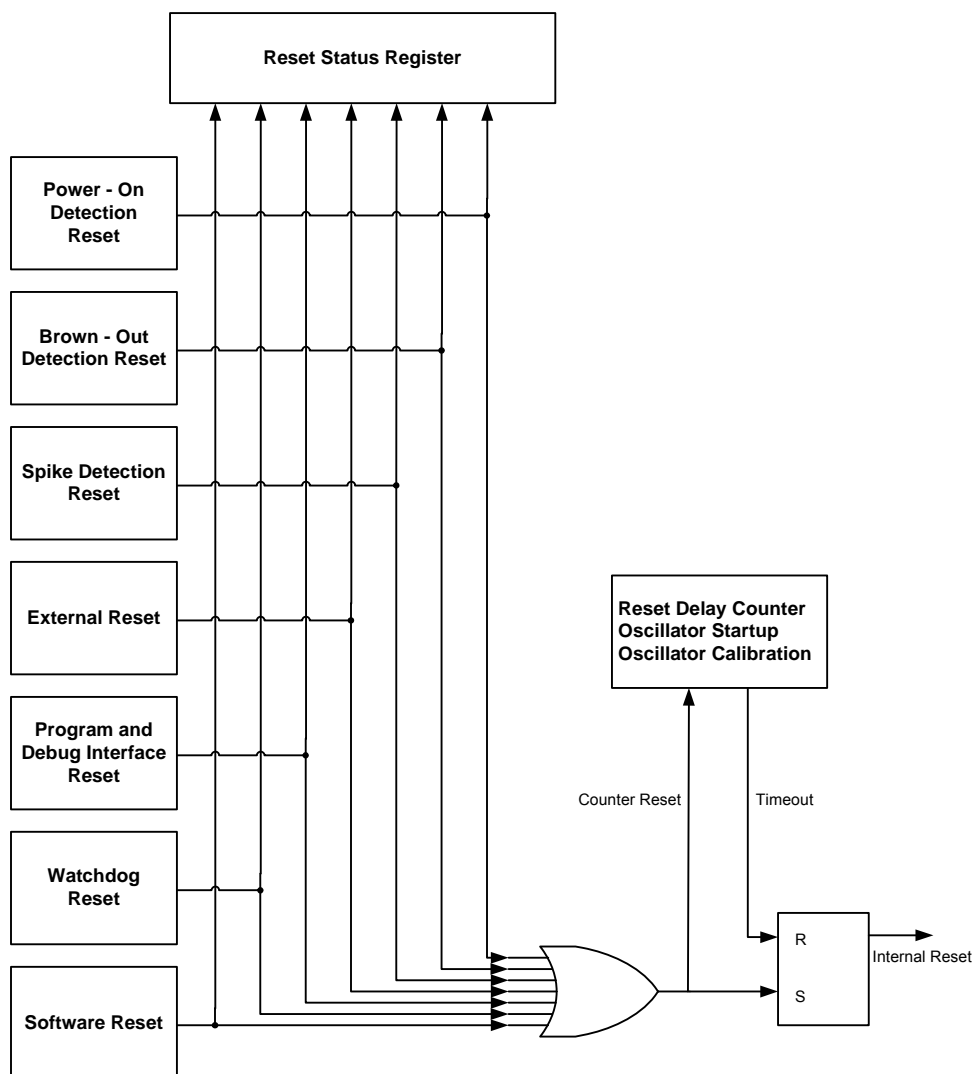 Reset Status Register
Power - On
Detection
Reset
Brown - Out
Detection Reset
Spike Detection
Reset
External Reset
Program and
Debug Interface
Reset
Watchdog
Reset
Software Reset
Reset Delay Counter
Oscillator Startup
Oscillator Calibration
Counter Reset
Timeout
R
S
Internal Reset